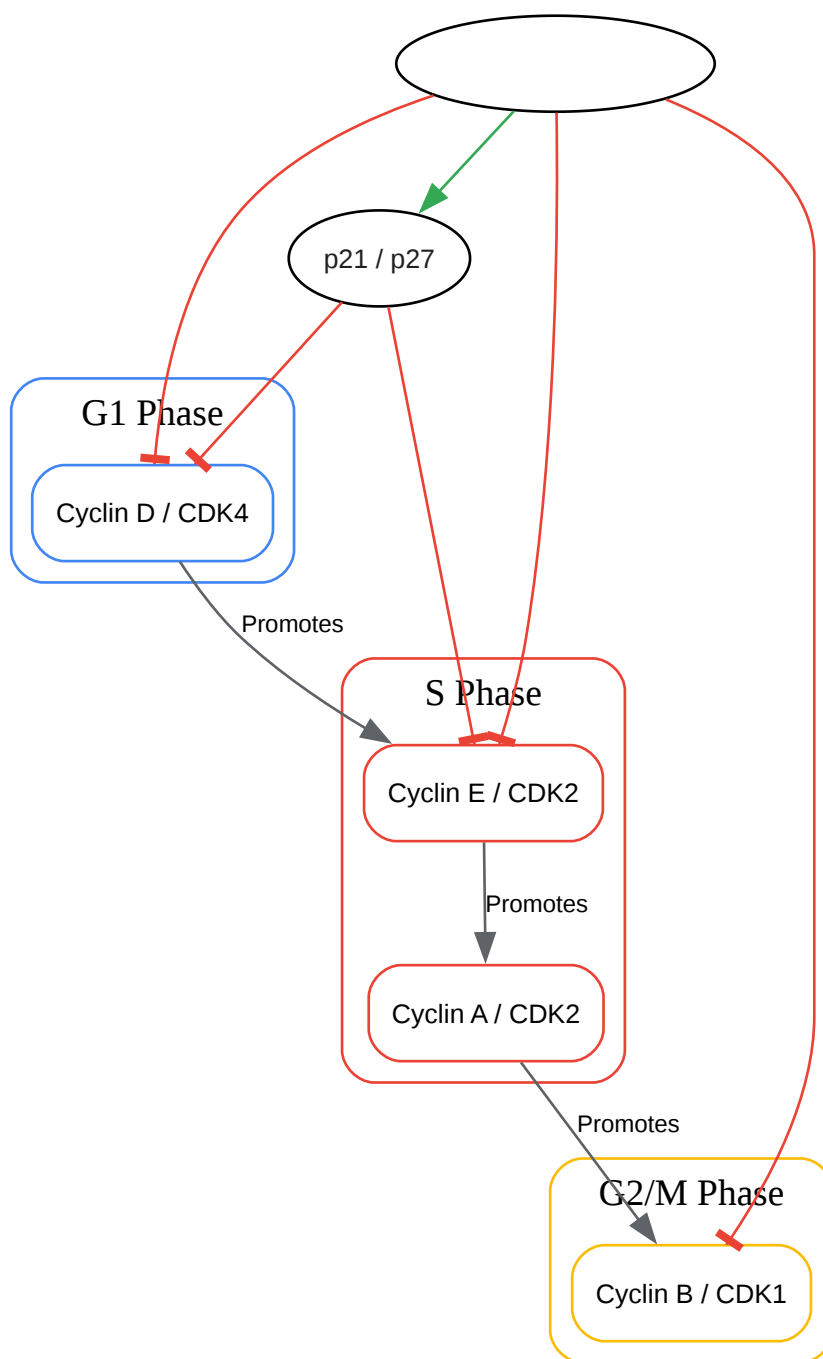 p21 / p27
G1 Phase
Cyclin D / CDK4
Promotes
S Phase
Cyclin E / CDK2
Promotes
Cyclin A / CDK2
Promotes
G2/M Phase
Cyclin B / CDK1